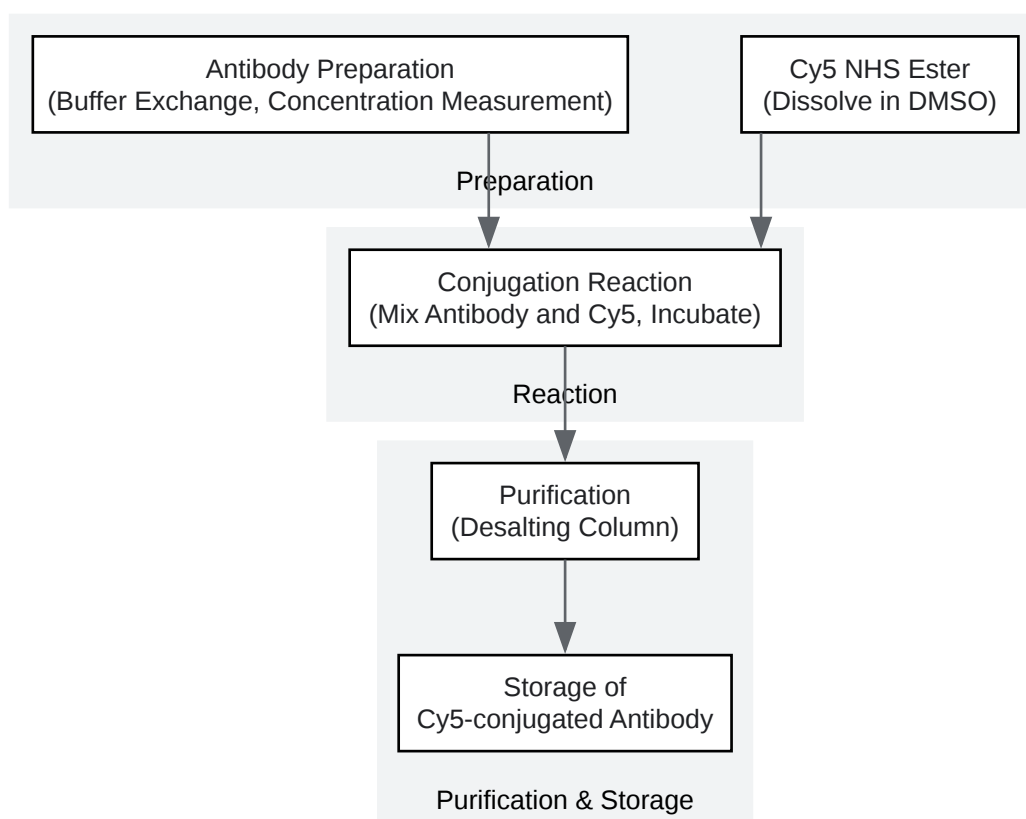 Antibody Preparation
(Buffer Exchange, Concentration Measurement)
Cy5 NHS Ester
(Dissolve in DMSO)
Preparation
Conjugation Reaction
(Mix Antibody and Cy5, Incubate)
Reaction
Purification
(Desalting Column)
Storage of
Cy5-conjugated Antibody
Purification & Storage